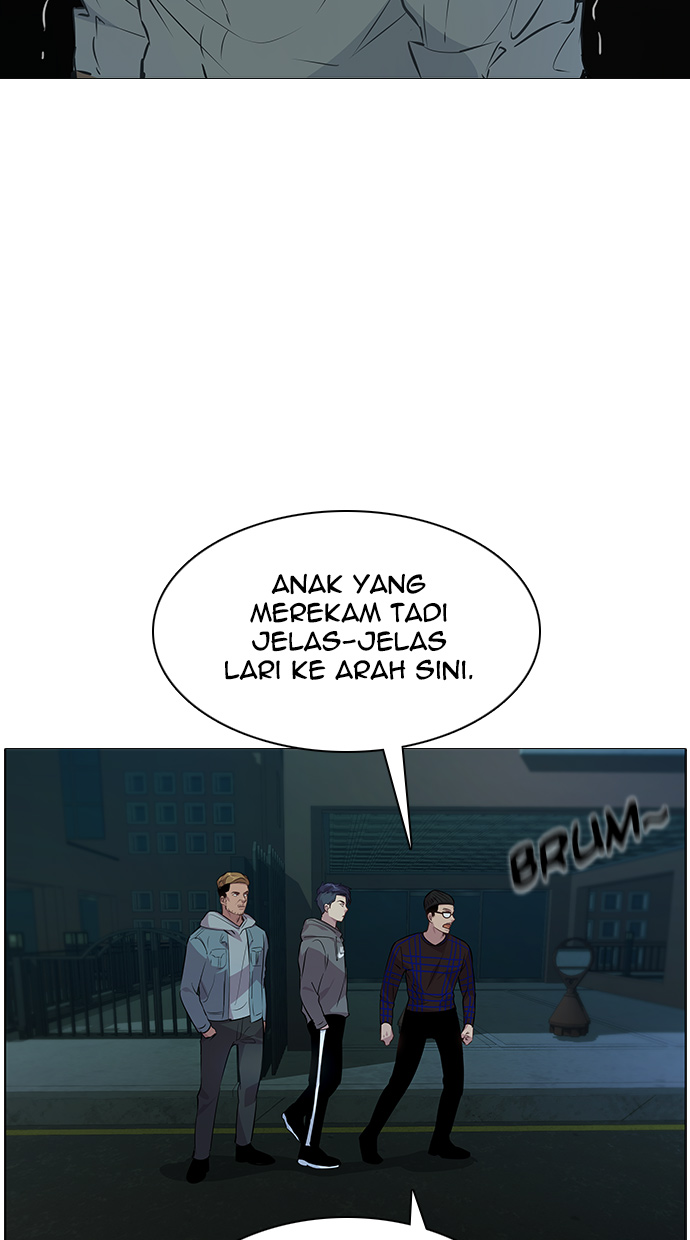 ANAK YANG
MEREKAM TADI
JELAS-JELAS
LARI KE ARAH SINI.
BRUM~